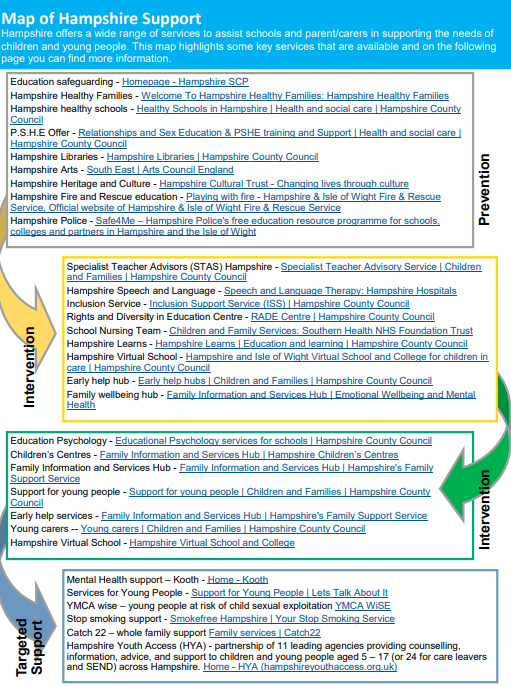 Map of Hampshire Support
Hampshire offers a wide range of services to assist schools and parent/carers in supporting the needs of
children and young people. This map highlights some key services that are available and on the following
page you can find more information.
Education safeguarding - Homepage - Hampshire SCP
Hampshire Healthy Families - Welcome To Hampshire Healthy Families: Hampshire Healthy Families
Hampshire healthy schools - Healthy Schools in Hampshire | Health and social care | Hampshire County
Council
P.S.H.E Offer - Relationships and Sex Education & PSHE training and Support | Health and social care |
Hampshire County Council
Hampshire Libraries - Hampshire Libraries | Hampshire County Council
Hampshire Arts - South East | Arts Council England
Hampshire Heritage and Culture - Hampshire Cultural Trust - Changing lives through culture
Hampshire Fire and Rescue education - Playing with fire - Hampshire & Isle of Wight Fire & Rescue
Service, Official website of Hampshire & Isle of Wight Fire & Rescue Service
Hampshire Police - Safe4Me – Hampshire Police's free education resource programme for schools,
colleges and partners in Hampshire and the Isle of Wight
Prevention
Specialist Teacher Advisors (STAS) Hampshire - Specialist Teacher Advisory Service | Children
and Families | Hampshire County Council
Hampshire Speech and Language - Speech and Language Therapy: Hampshire Hospitals
Inclusion Service - Inclusion Support Service (ISS) | Hampshire County Council
Rights and Diversity in Education Centre - RADE Centre | Hampshire County Council
School Nursing Team - Children and Family Services: Southern Health NHS Foundation Trust
Hampshire Learns - Hampshire Learns | Education and learning | Hampshire County Council
Hampshire Virtual School - Hampshire and Isle of Wight Virtual School and College for children in
care | Hampshire County Council
Early help hub - Early help hubs | Children and Families | Hampshire County Council
Family wellbeing hub - Family Information and Services Hub | Emotional Wellbeing and Mental
Health
Intervention
Education Psychology - Educational Psychology services for schools | Hampshire County Council
Children's Centres - Family Information and Services Hub | Hampshire Children's Centres
Family Information and Services Hub - Family Information and Services Hub | Hampshire's Family
Support Service
Support for young people - Support for young people | Children and Families | Hampshire County
Council
Early help services - Family Information and Services Hub | Hampshire's Family Support Service
Young carers -- Young carers | Children and Families | Hampshire County Council
Hampshire Virtual School - Hampshire Virtual School and College
Intervention
Mental Health support – Kooth - Home - Kooth
Services for Young People - Support for Young People | Lets Talk About It
YMCA wise – young people at risk of child sexual exploitation YMCA WiSE
Stop smoking support - Smokefree Hampshire | Your Stop Smoking Service
Catch 22 – whole family support Family services | Catch22
Hampshire Youth Access (HYA) - partnership of 11 leading agencies providing counselling,
information, advice, and support to children and young people aged 5 – 17 (or 24 for care leavers
and SEND) across Hampshire. Home - HYA (hampshireyouthaccess.org.uk)
Targeted
Support